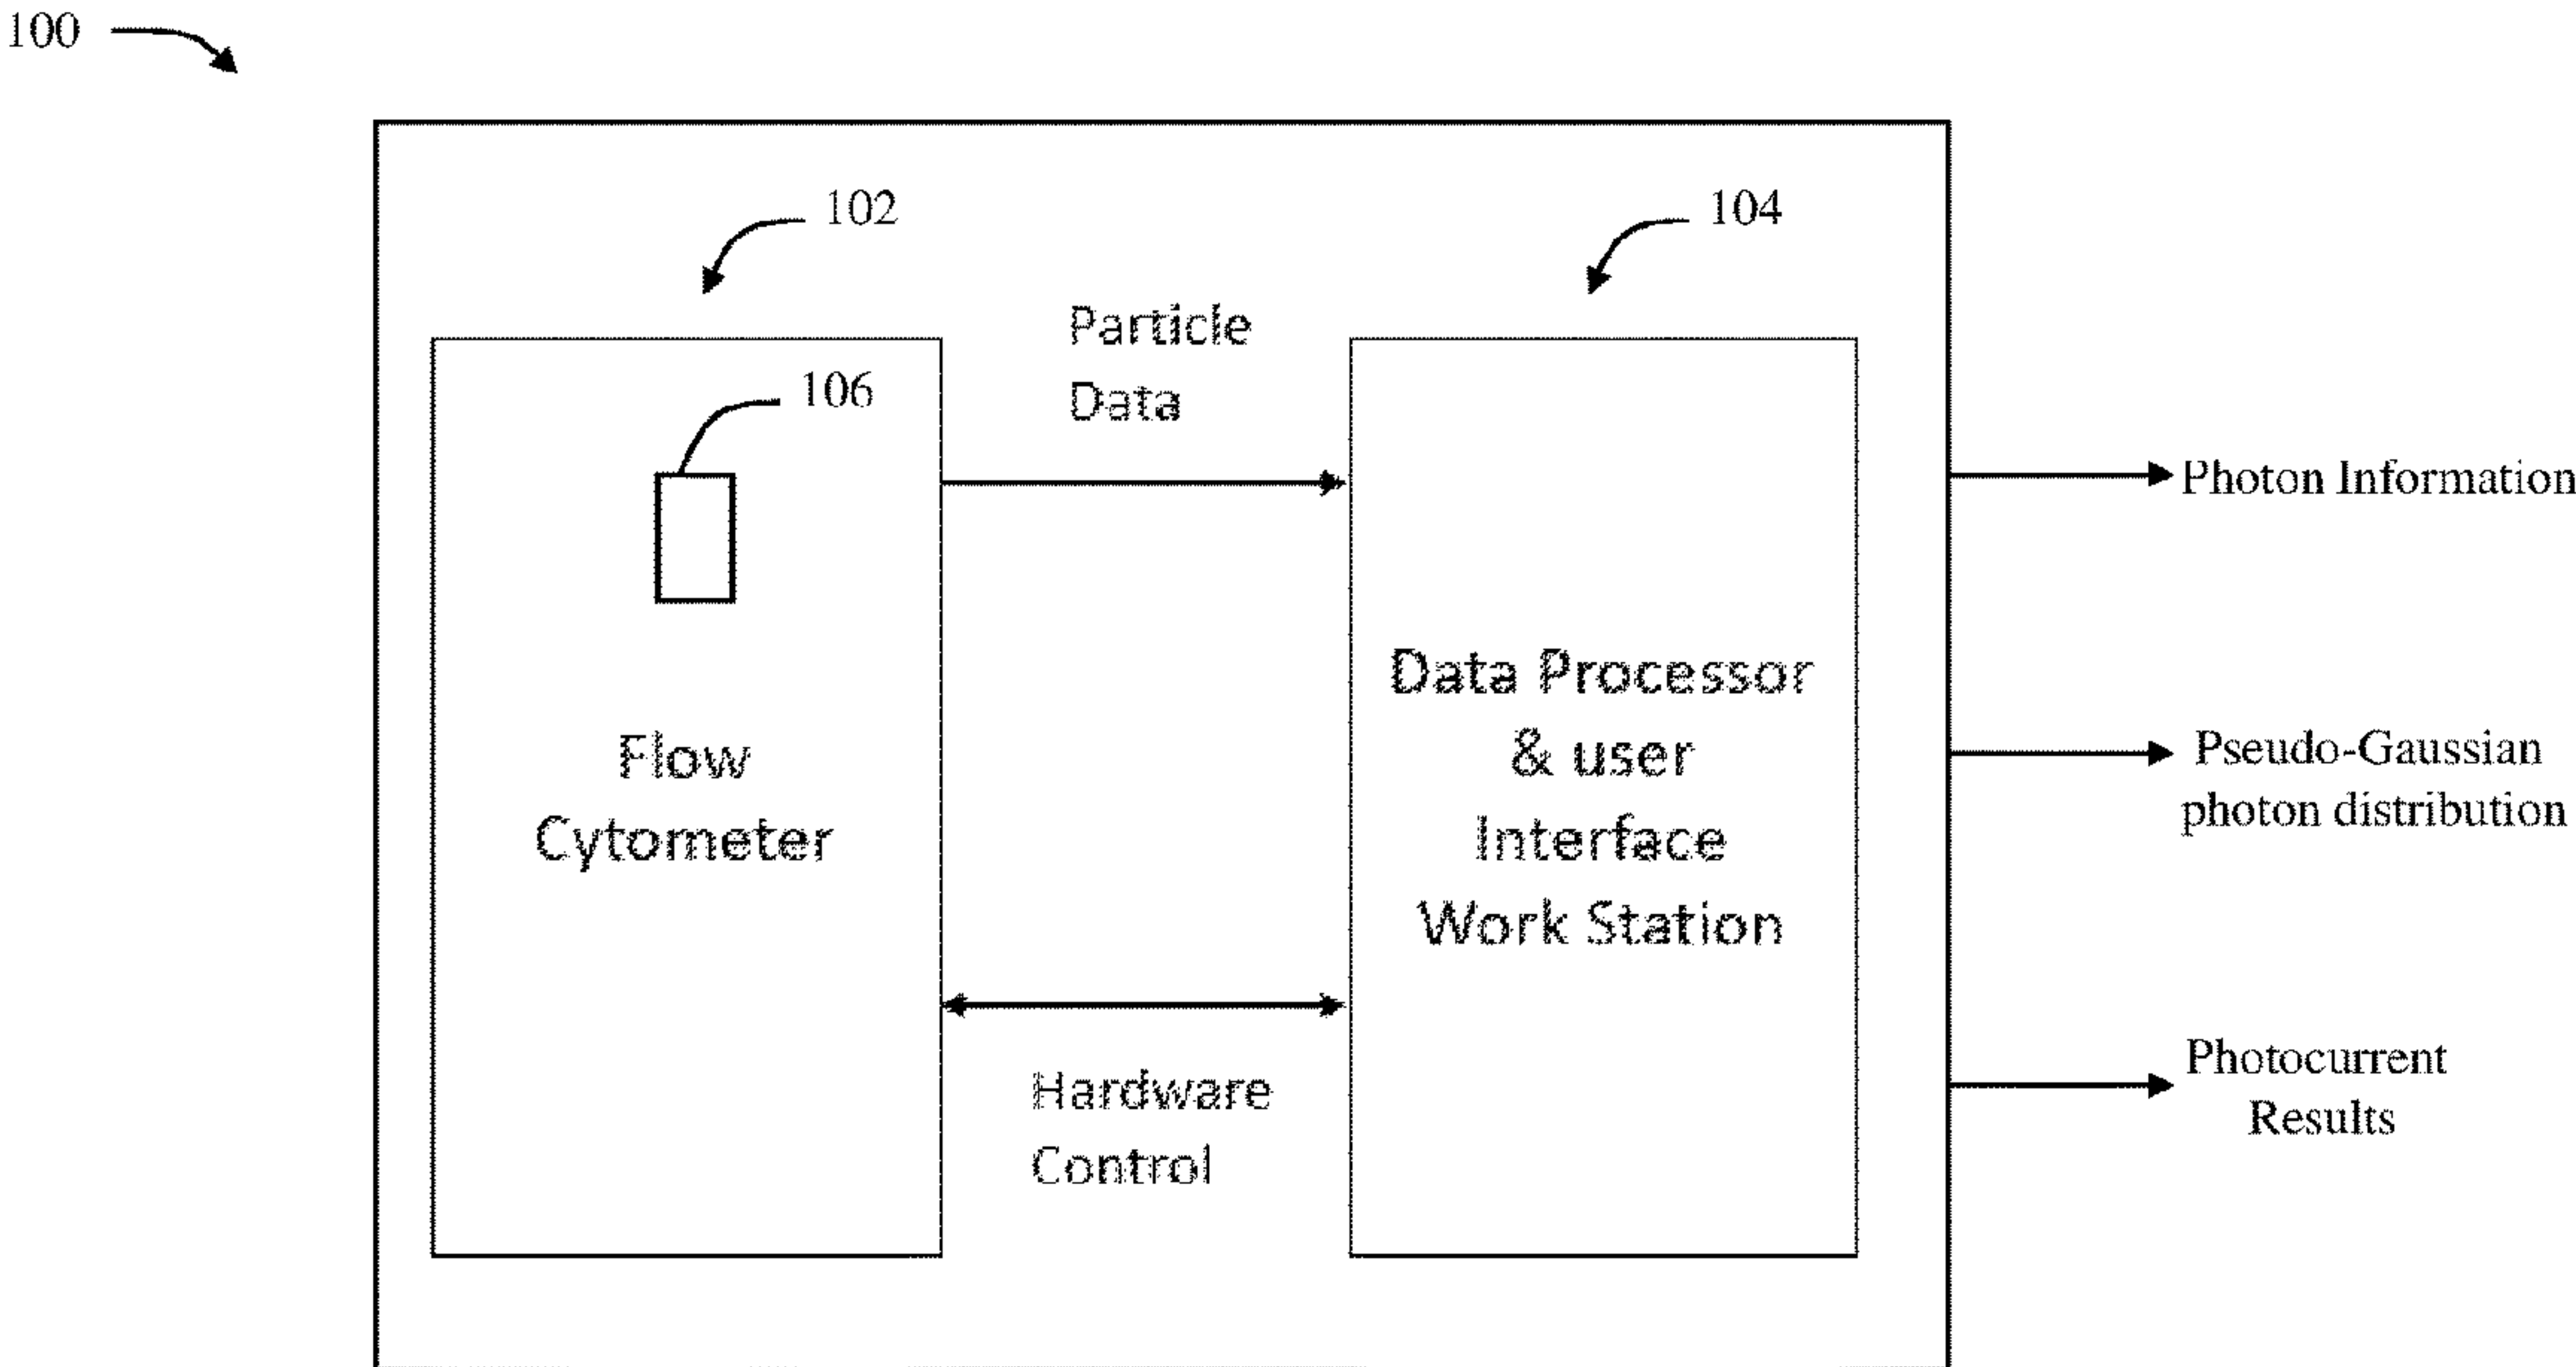 100
102
104
Particle
Data
106
Photon Information
Flow
Cytometer
Data Processor
& user
Interface
Work Station
Pseudo-Gaussian
photon distribution
Hardware
Control
Photocurrent
Results